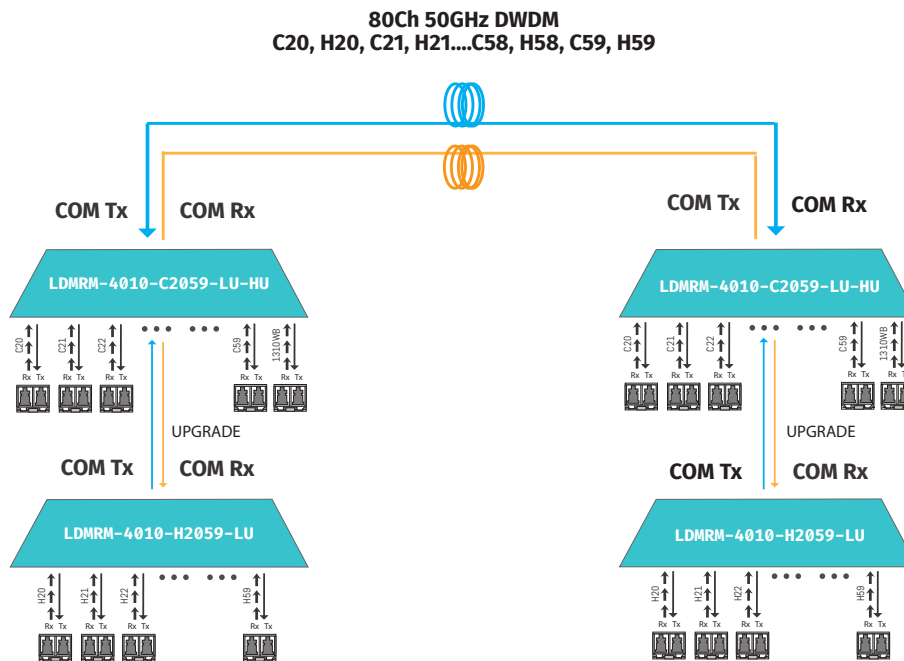 80Ch 50GHz DWDM
C20, H20, C21, H21....C58, H58, C59, H59
COM Tx COM Rx COM Tx COM Rx
LDMRM-4010-C2059-LU-HU LDMRM-4010-C2059-LU-HU
C20 C21 C22 C59 1310WB C20 C21 C22 C59 1310WB
Rx Tx Rx Tx Rx Tx Rx Tx Rx Tx Rx Tx Rx Tx Rx Tx Rx Tx Rx Tx
UPGRADE UPGRADE
COM Tx COM Rx COM Tx COM Rx
LDMRM-4010-H2059-LU LDMRM-4010-H2059-LU
H20 H21 H22 H59 H20 H21 H22 H59
Rx Tx Rx Tx Rx Tx Rx Tx Rx Tx Rx Tx Rx Tx Rx Tx